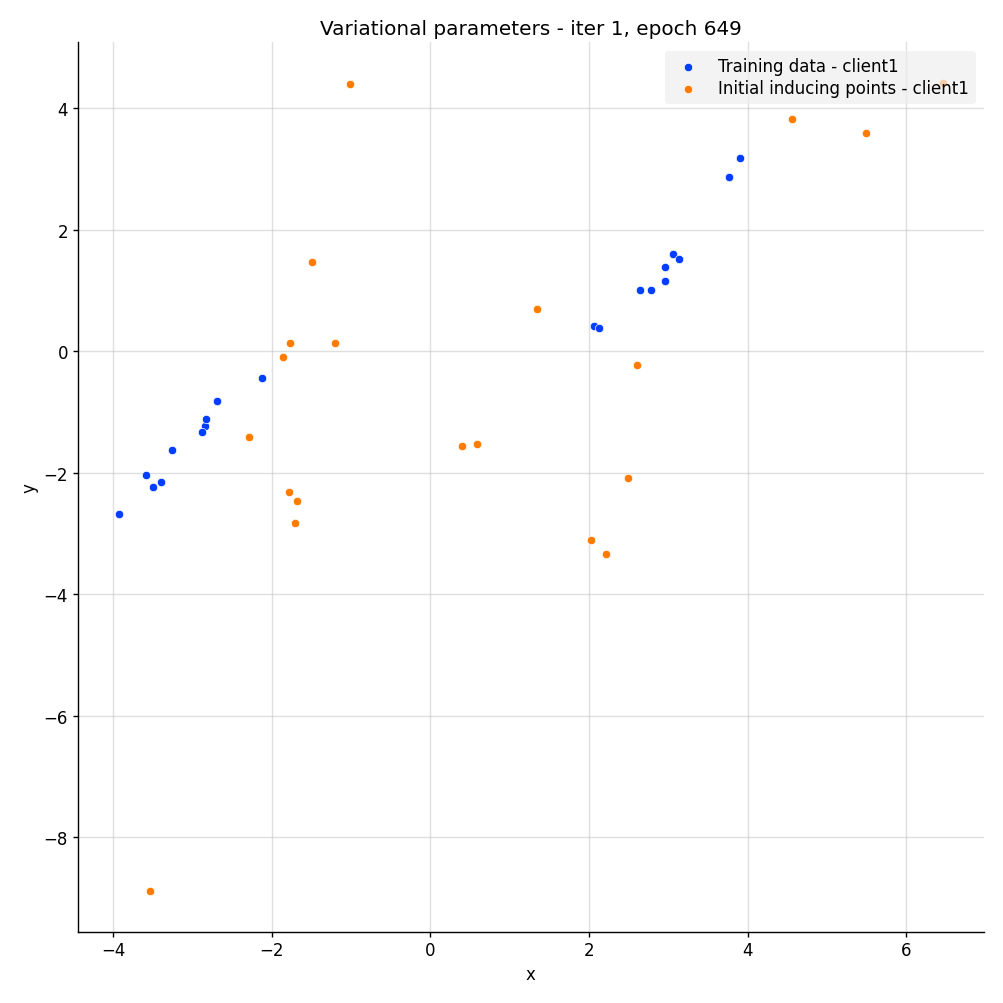 Variational parameters - iter 1, epoch 649
Training data - client1
Initial inducing points - client1
4
2
0
−2
−4
−6
−8
y
−4 −2 0 2 4 6
x